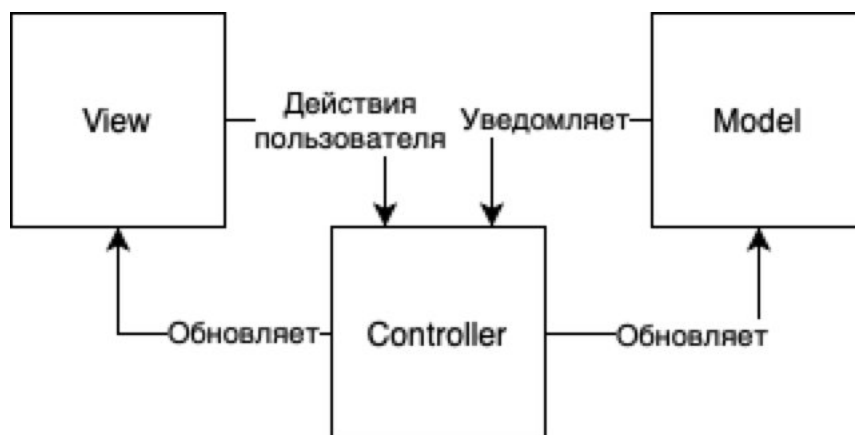 View
Действия
пользователя
Уведомляет
Model
Обновляет
Controller
Обновляет